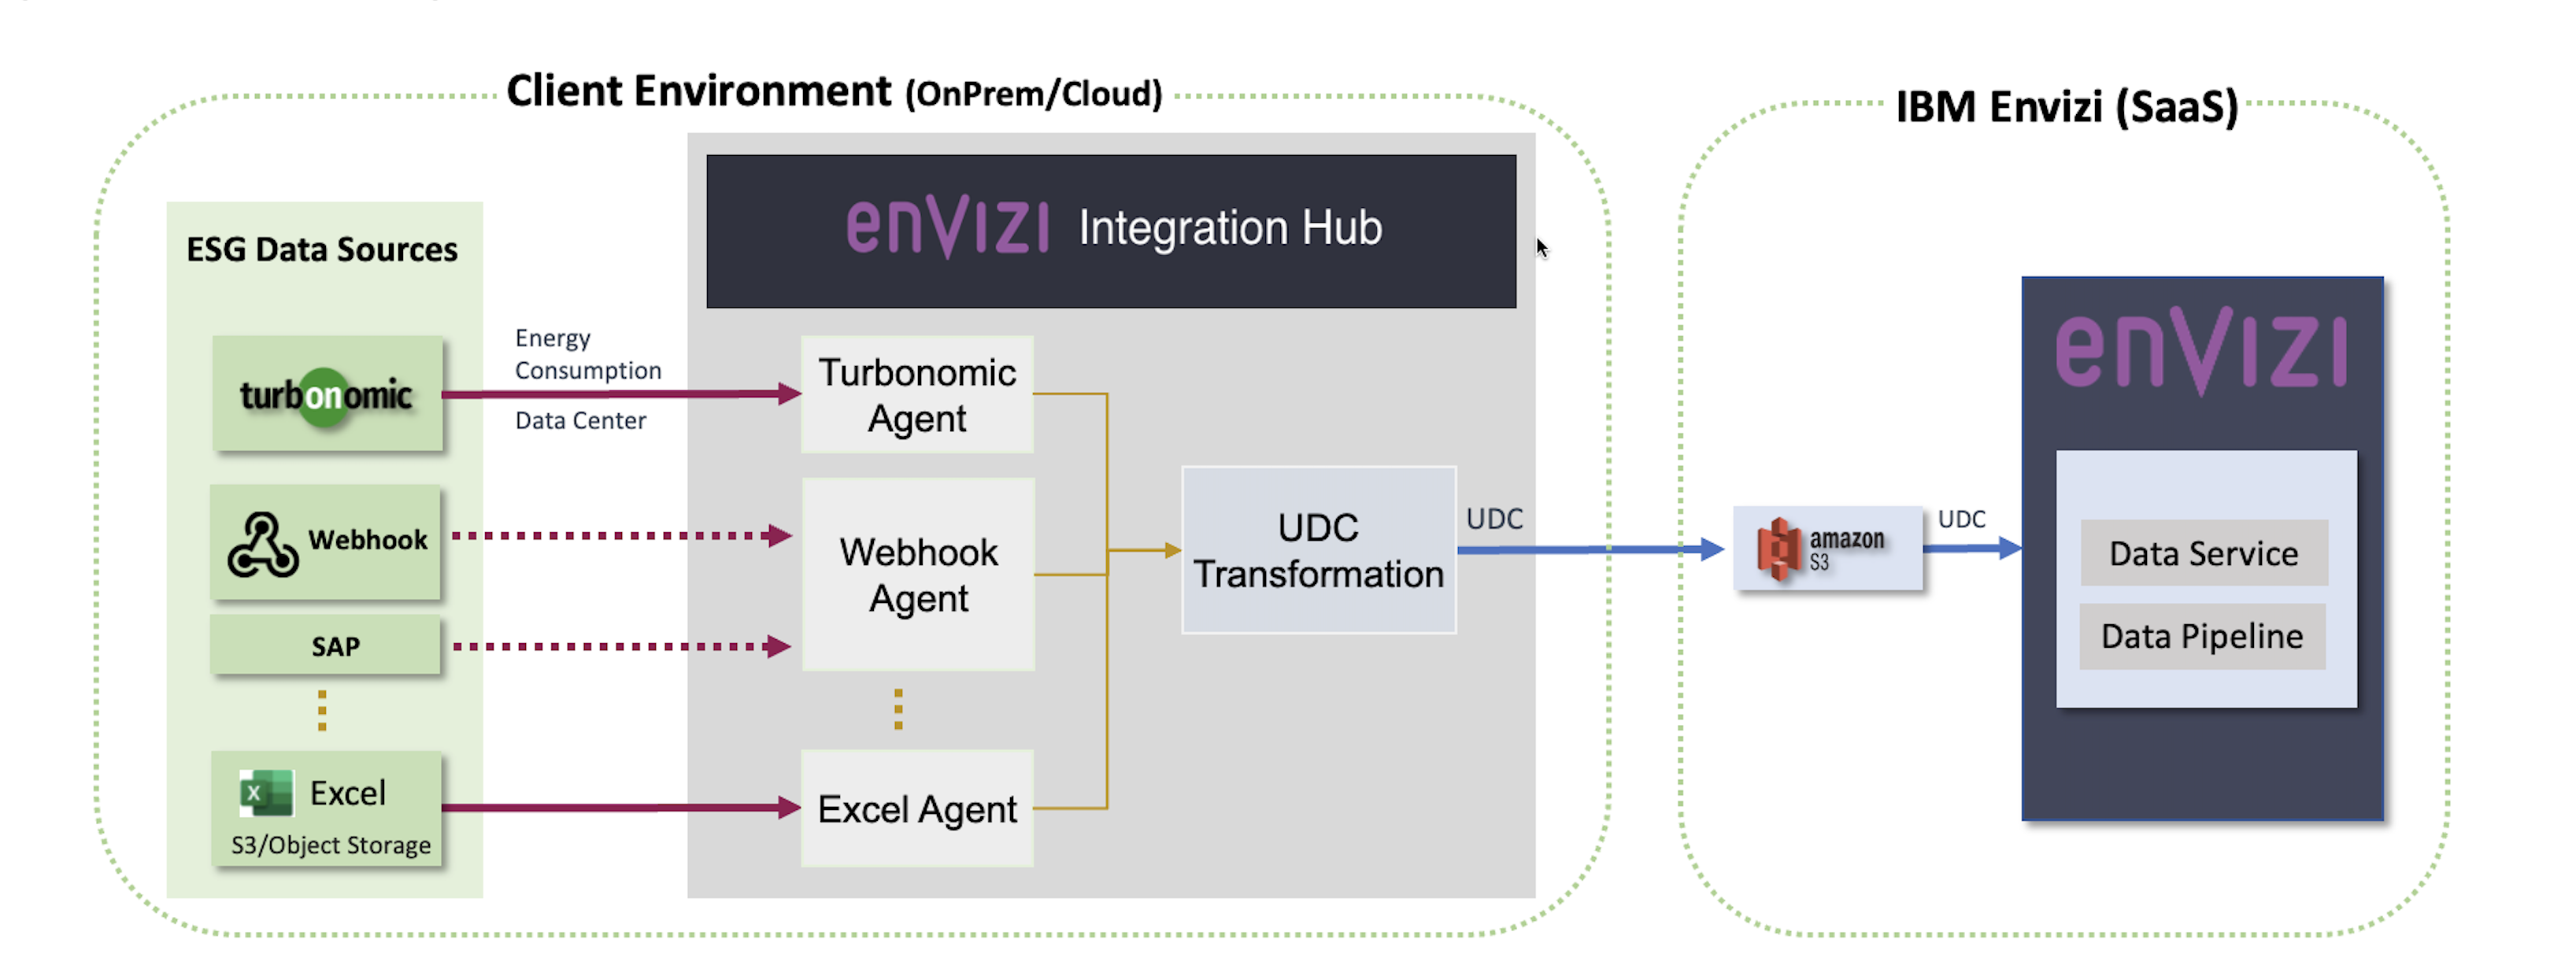 Client Environment (OnPrem/Cloud)
IBM Envizi (SaaS)
ESG Data Sources
turbonomic
Webhook
SAP
Excel
S3/Object Storage
Energy
Consumption
Data Center
enVIZI Integration Hub
Turbonomic
Agent
Webhook
Agent
Excel Agent
UDC
Transformation
UDC
amazon
S3
UDC
enVIZI
Data Service
Data Pipeline